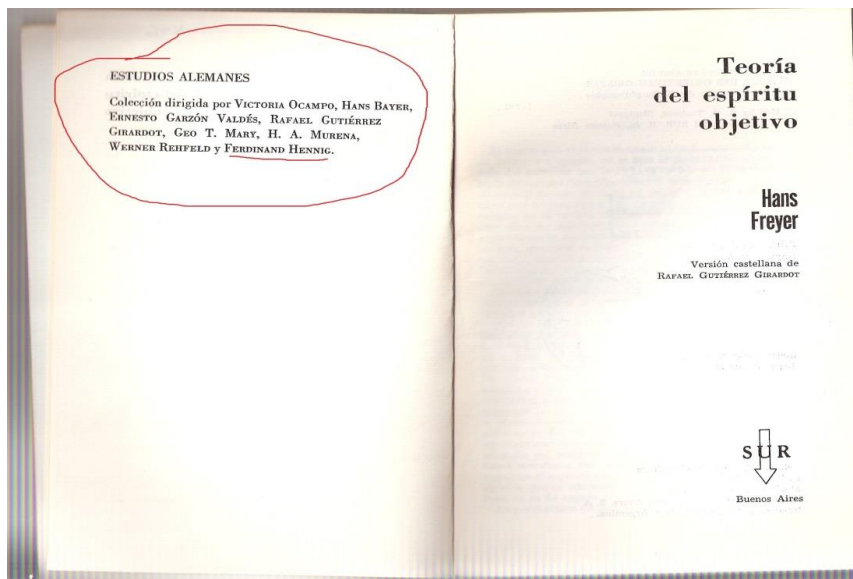 ESTUDIOS ALEMANES
Colección dirigida por VICTORIA OCAMPO, HANS BAYER,
ERNESTO GARZÓN VALDÉS, RAFAEL GUTIÉRREZ
GIRARDOT, GEO T. MARY, H. A. MURENA,
WERNER REHFELD y FERDINAND HENNIG.
Teoría
del espíritu
objetivo
Hans
Freyer
Versión castellana de
RAFAEL GUTIÉRREZ GIRARDOT
SUR
Buenos Aires